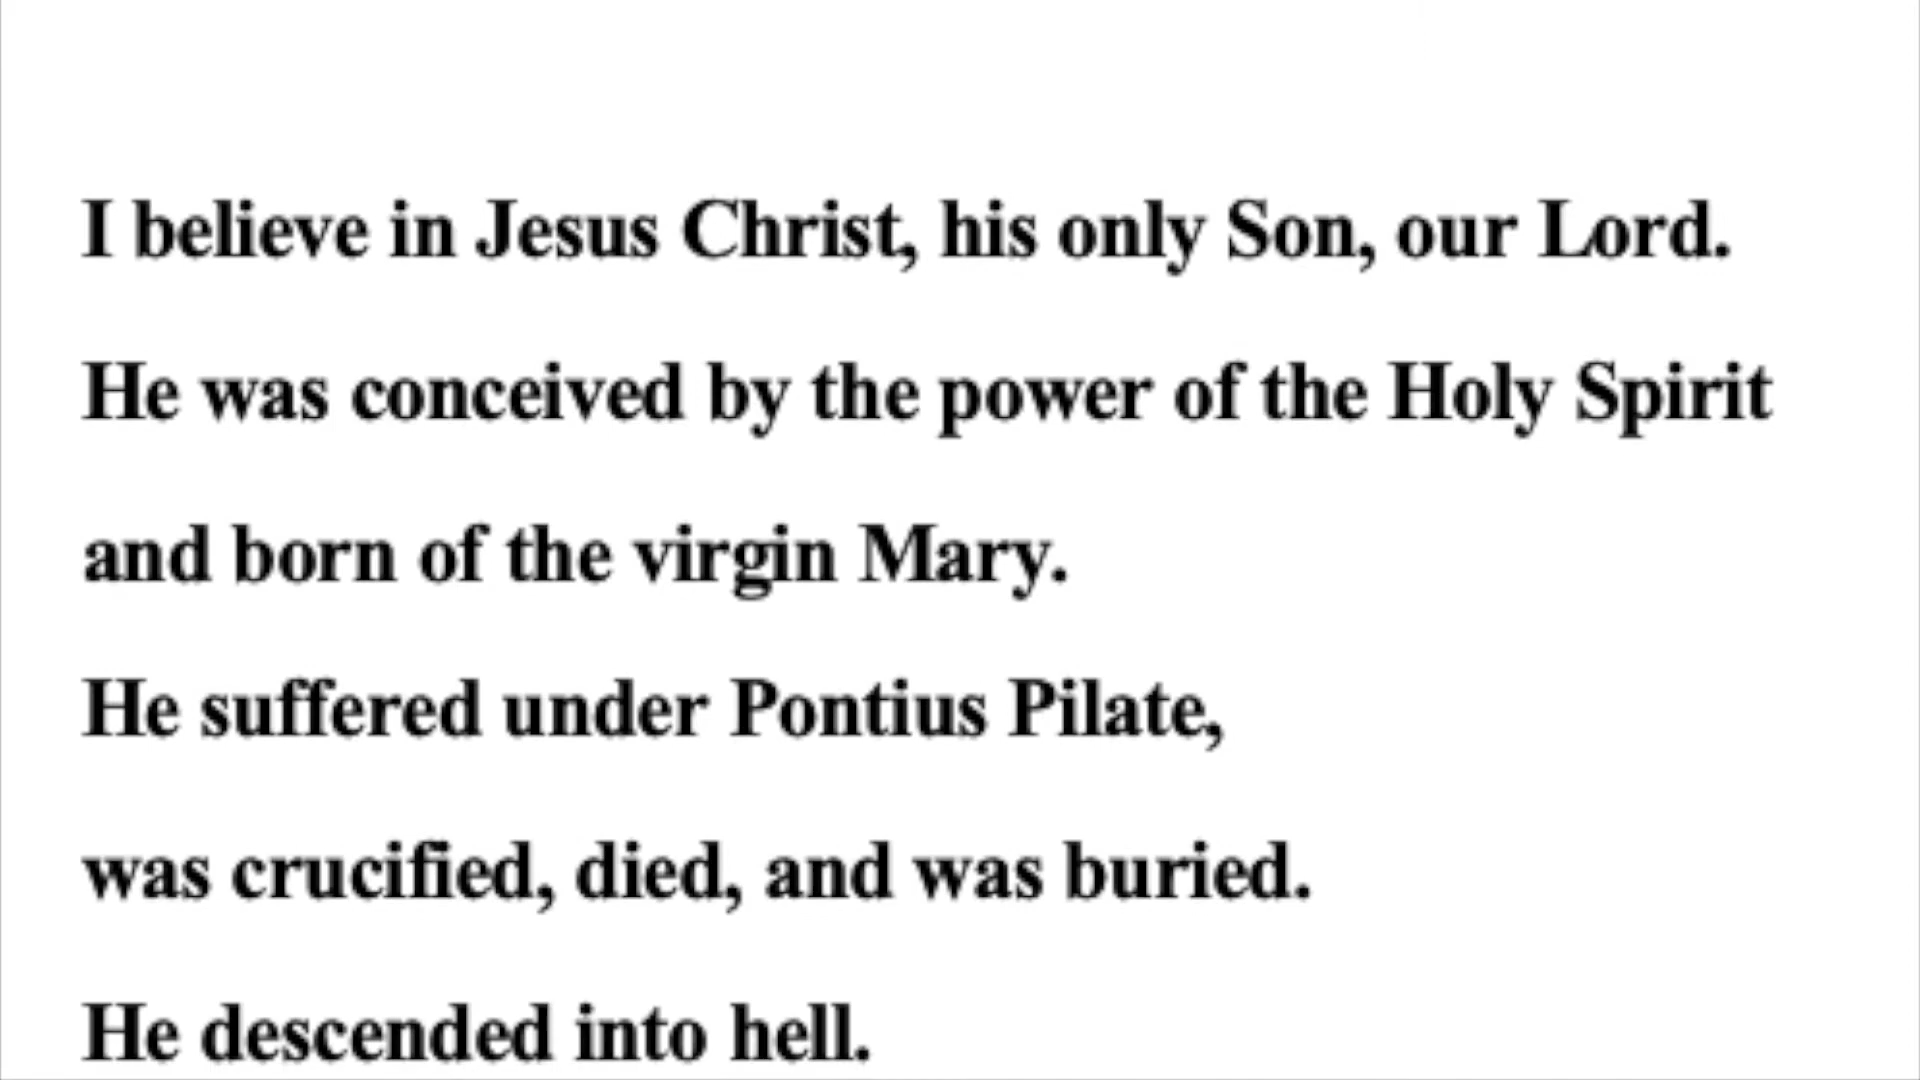 I believe in Jesus Christ, his only Son, our Lord.
He was conceived by the power of the Holy Spirit
and born of the virgin Mary.
He suffered under Pontius Pilate,
was crucified, died, and was buried.
He descended into hell.